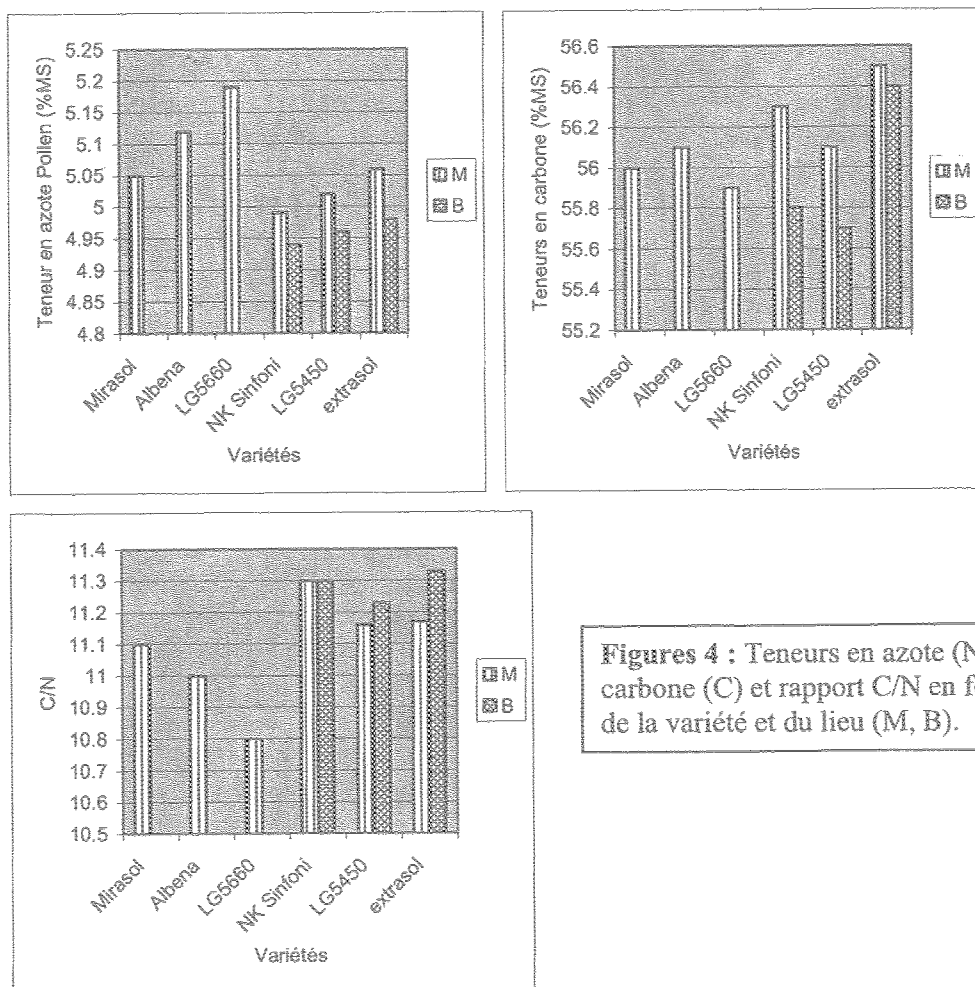 5.25
5.2
5.15
5.1
5.05
5
4.95
4.9
4.85
4.8
Teneur en azote Pollen (%MS)
Mirasol
Albena
LG5660
NK Sinfoni
LG5450
extrasol
Variétés
M
B
56.6
56.4
56.2
56
55.8
55.6
55.4
55.2
Teneurs en carbone (%MS)
Mirasol
Albena
LG5660
NK Sinfoni
LG5450
extrasol
Variétés
M
B
11.4
11.3
11.2
11.1
11
10.9
10.8
10.7
10.6
10.5
C/N
Mirasol
Albena
LG5660
NK Sinfoni
LG5450
extrasol
Variétés
M
B
Figures 4 : Teneurs en azote (N
carbone (C) et rapport C/N en
de la variété et du lieu (M, B).